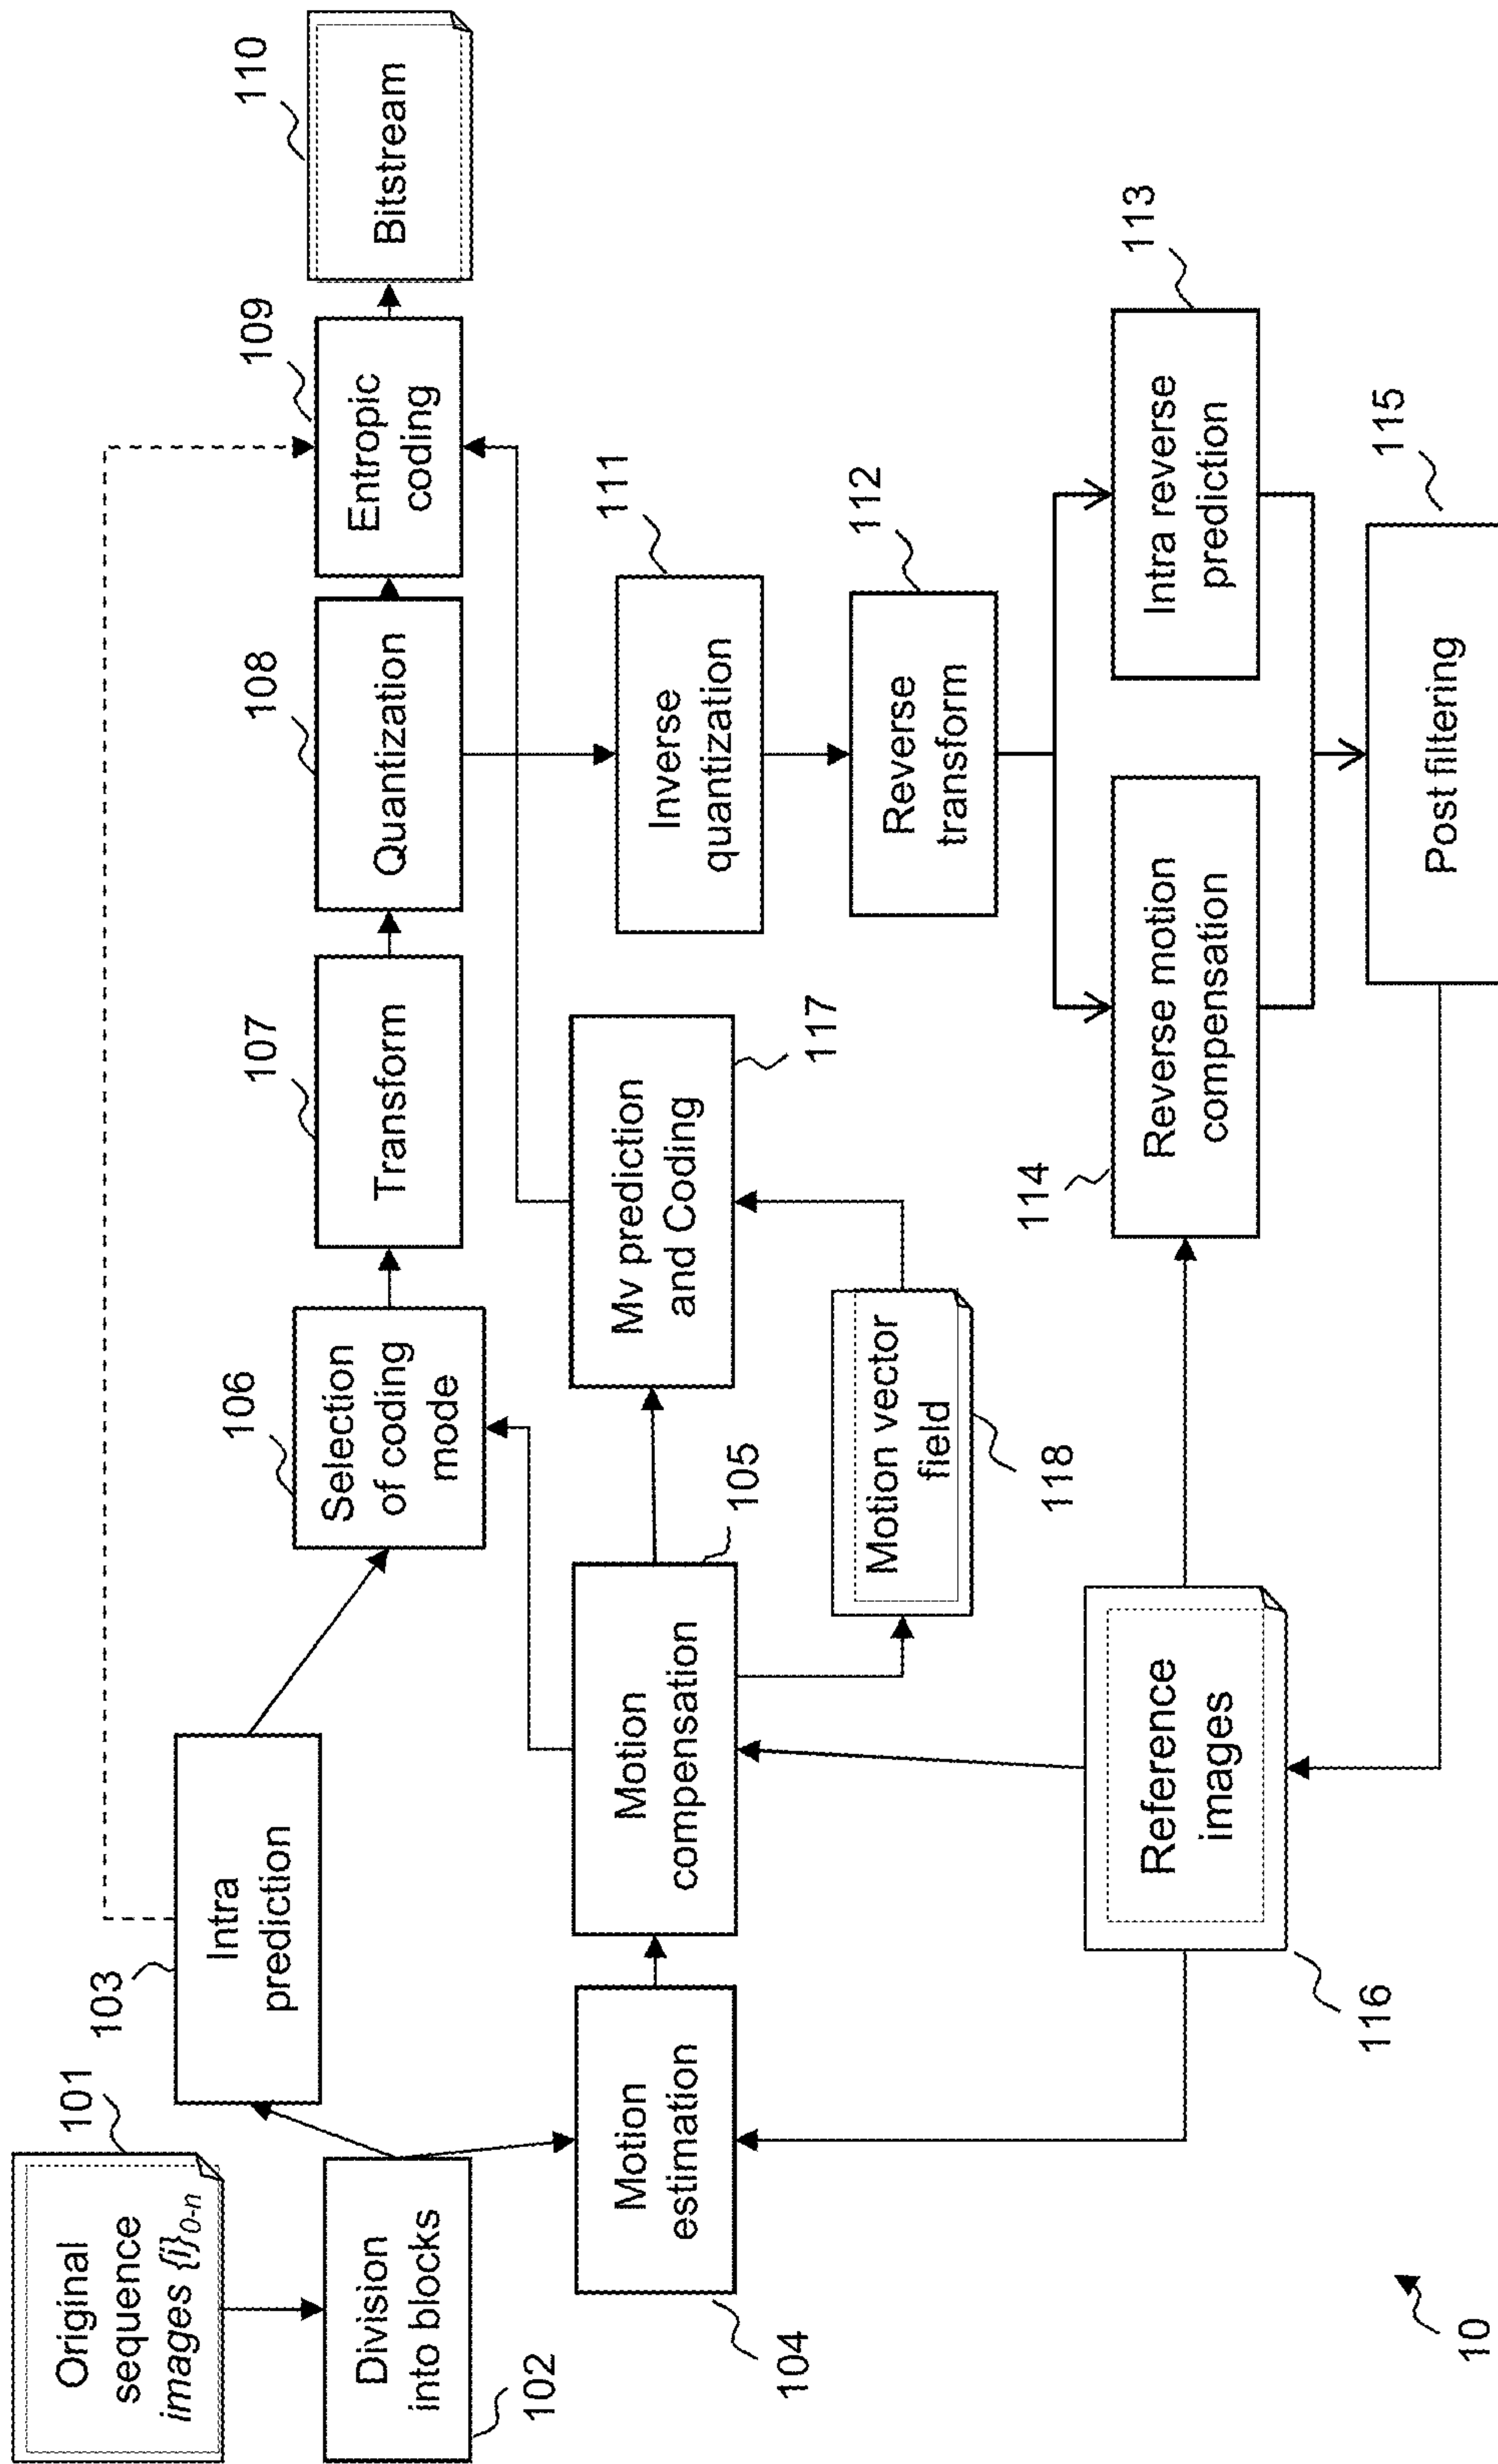 101
Original
sequence
images {i}0-n
102
Division
into blocks
103
Intra
prediction
104
Motion
estimation
105
Motion
compensation
106
Selection
of coding
mode
107
Transform
108
Quantization
109
Entropic
coding
110
Bitstream
117
Mv prediction
and Coding
118
Motion vector
field
111
Inverse
quantization
112
Reverse
transform
116
Reference
images
114
Reverse motion
compensation
113
Intra reverse
prediction
115
Post filtering
10